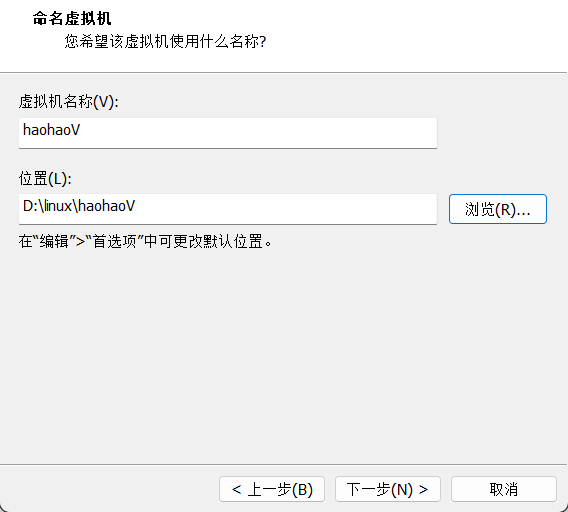 命名虚拟机
您希望该虚拟机使用什么名称?
虚拟机名称(V):
haohaoV
位置(L):
D:\linux\haohaoV
浏览(R)...
在“编辑”>“首选项”中可更改默认位置。
< 上一步(B)
下一步(N) >
取消